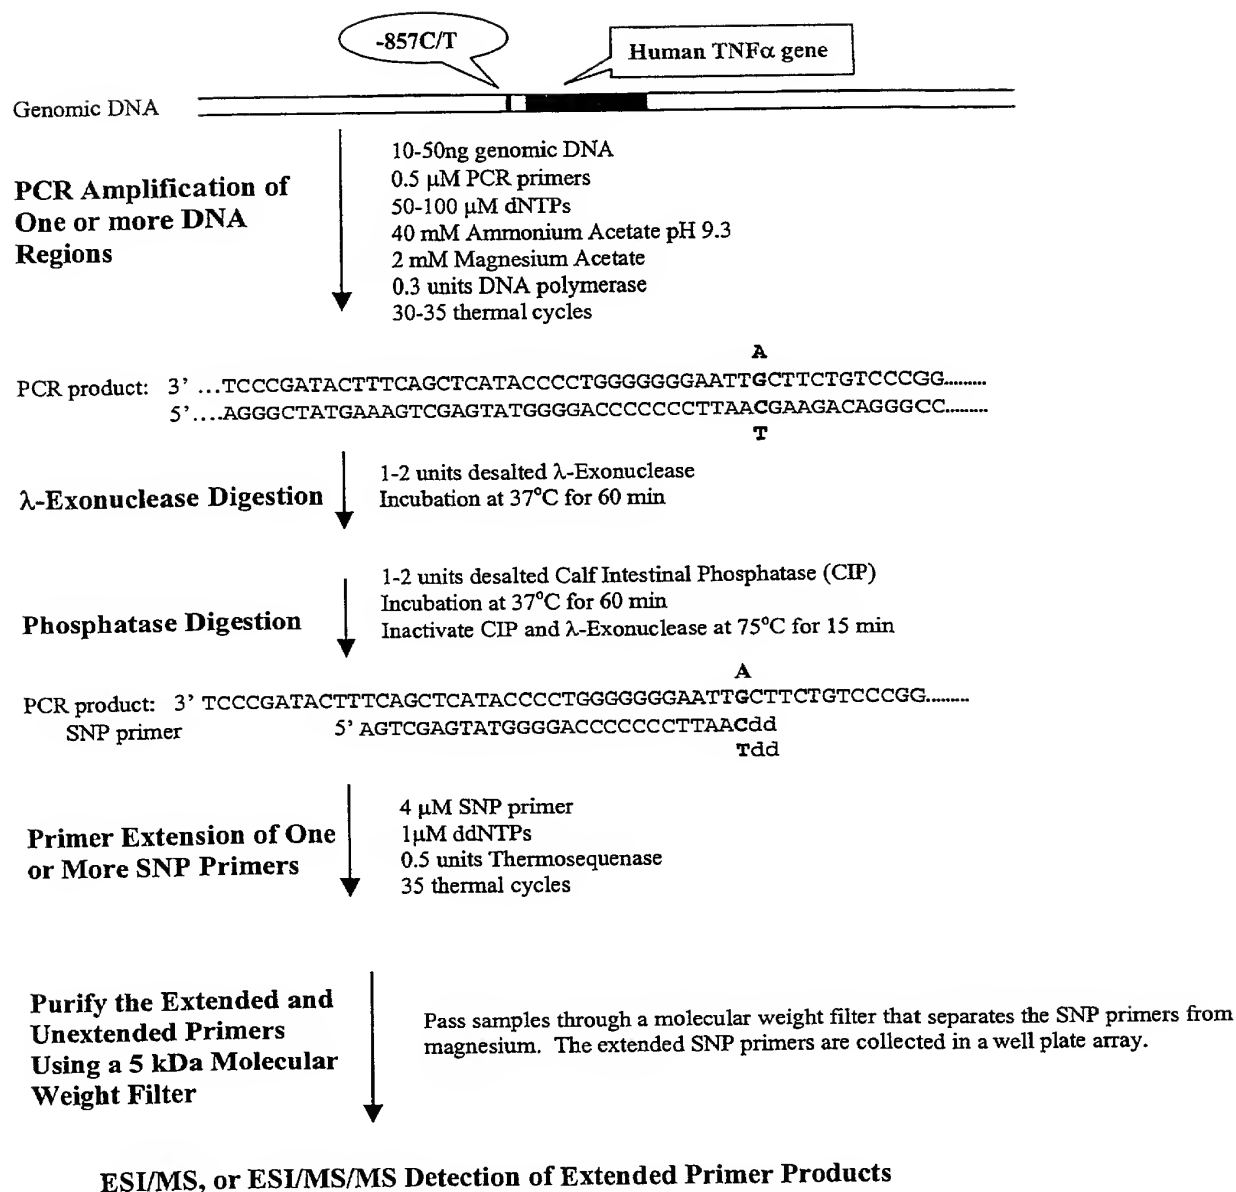 -857C/T
Human TNFα gene
Genomic DNA
PCR Amplification of
One or more DNA
Regions
10-50ng genomic DNA
0.5 µM PCR primers
50-100 µM dNTPs
40 mM Ammonium Acetate pH 9.3
2 mM Magnesium Acetate
0.3 units DNA polymerase
30-35 thermal cycles
A
PCR product: 3' ...TCCCGATACTTTCAGCTCATACCCCTGGGGGGGAATTGCTTCTGTCCCGG.........
5'....AGGGCTATGAAAGTCGAGTATGGGGACCCCCCCTTAACGAAGACAGGGCC.........
T
λ-Exonuclease Digestion
1-2 units desalted λ-Exonuclease
Incubation at 37°C for 60 min
Phosphatase Digestion
1-2 units desalted Calf Intestinal Phosphatase (CIP)
Incubation at 37°C for 60 min
Inactivate CIP and λ-Exonuclease at 75°C for 15 min
A
PCR product: 3' TCCCGATACTTTCAGCTCATACCCCTGGGGGGGAATTGCTTCTGTCCCGG.........
SNP primer 5' AGTCGAGTATGGGGACCCCCCCTTAACdd
Tdd
Primer Extension of One
or More SNP Primers
4 µM SNP primer
1µM ddNTPs
0.5 units Thermosequenase
35 thermal cycles
Purify the Extended and
Unextended Primers
Using a 5 kDa Molecular
Weight Filter
Pass samples through a molecular weight filter that separates the SNP primers from
magnesium. The extended SNP primers are collected in a well plate array.
ESI/MS, or ESI/MS/MS Detection of Extended Primer Products